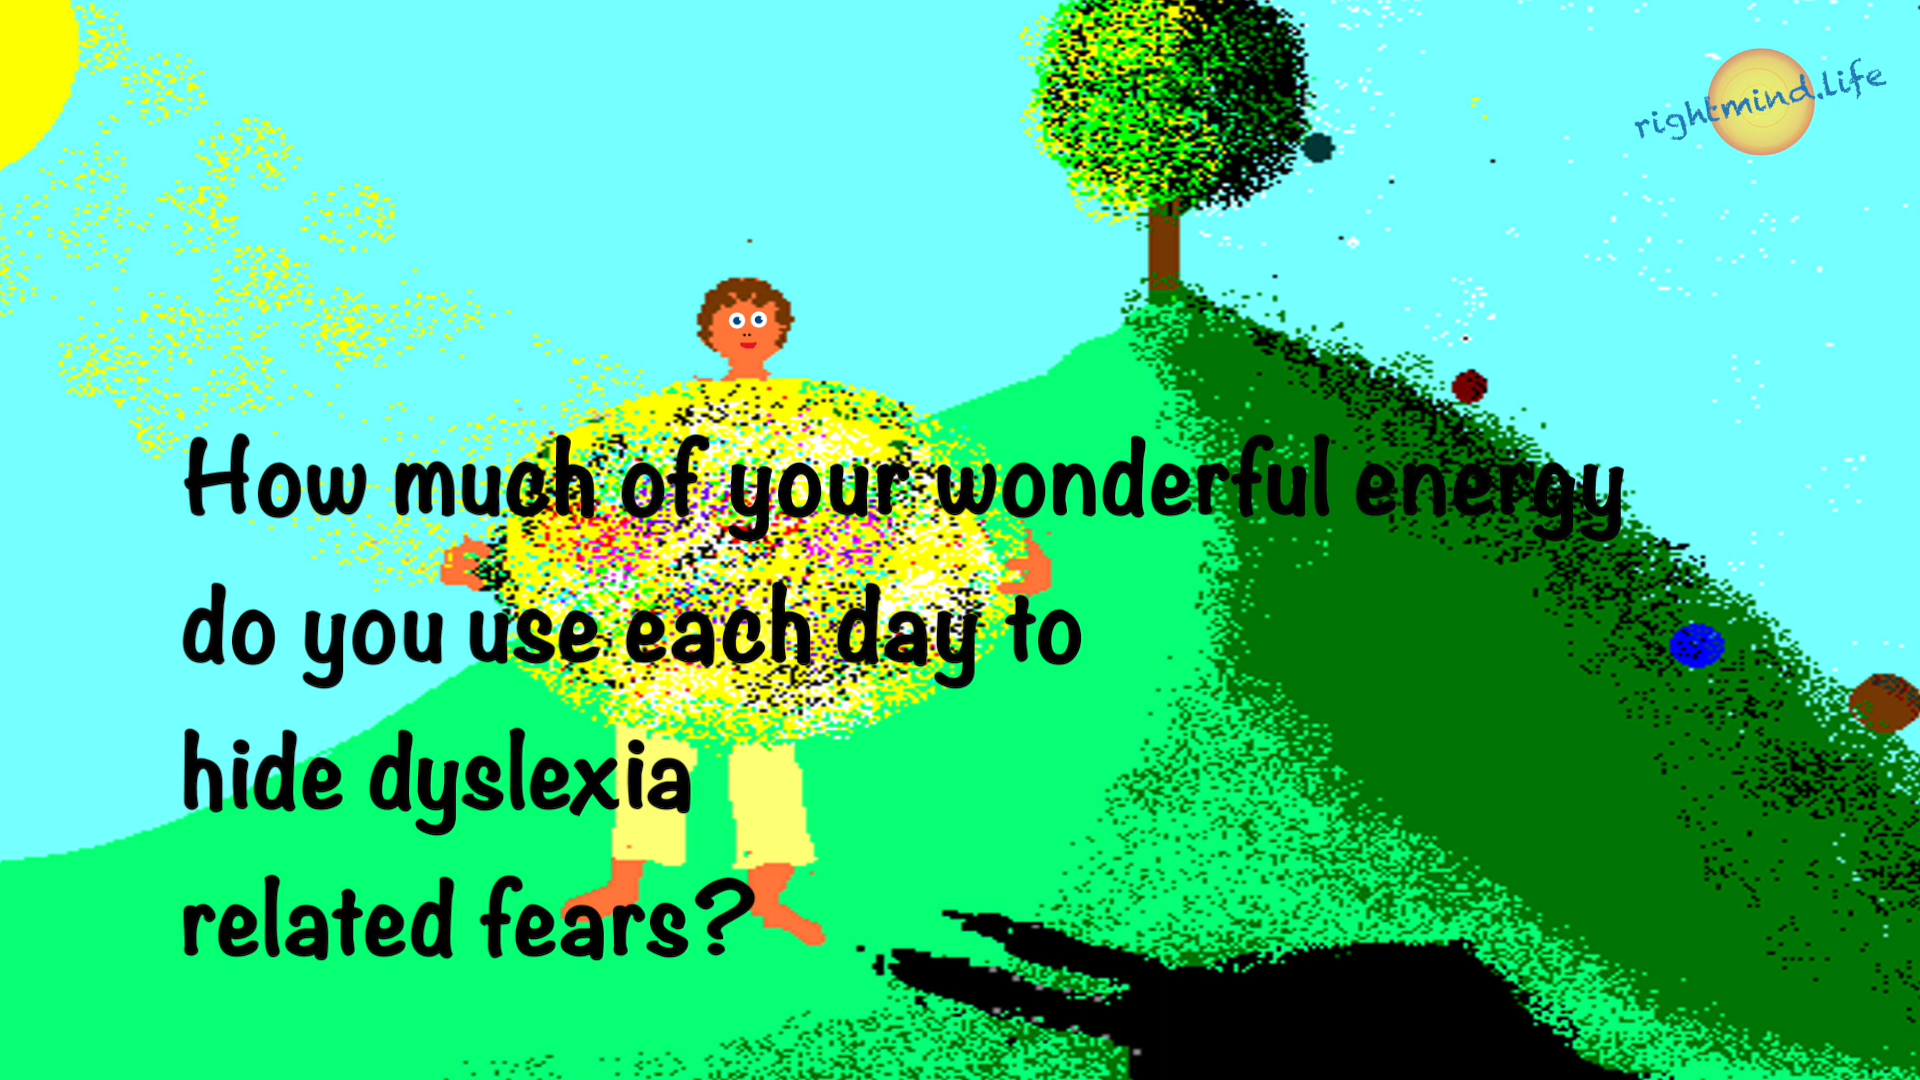 rightmind.life
How much of your wonderful energy
do you use each day to
hide dyslexia
related fears?